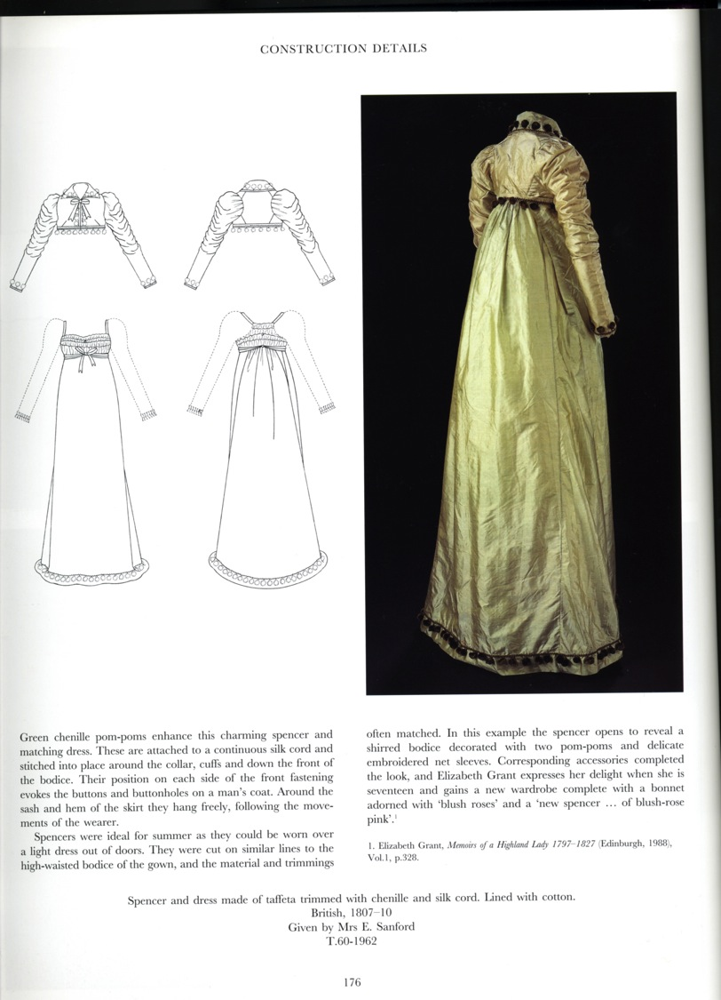 CONSTRUCTION DETAILS
Green chenille pom-poms enhance this charming spencer and
matching dress. These are attached to a continuous silk cord and
stitched into place around the collar, cuffs and down the front of
the bodice. Their position on each side of the front fastening
evokes the buttons and buttonholes on a man's coat. Around the
sash and hem of the skirt they hang freely, following the move-
ments of the wearer.
Spencers were ideal for summer as they could be worn over
a light dress out of doors. They were cut on similar lines to the
high-waisted bodice of the gown, and the material and trimmings
often matched. In this example the spencer opens to reveal a
shirred bodice decorated with two pom-poms and delicate
embroidered net sleeves. Corresponding accessories completed
the look, and Elizabeth Grant expresses her delight when she is
seventeen and gains a new wardrobe complete with a bonnet
adorned with 'blush roses' and a 'new spencer … of blush-rose
pink'.¹
1. Elizabeth Grant, Memoirs of a Highland Lady 1797–1827 (Edinburgh, 1988),
Vol.1, p.328.
Spencer and dress made of taffeta trimmed with chenille and silk cord. Lined with cotton.
British, 1807–10
Given by Mrs E. Sanford
T.60-1962
176